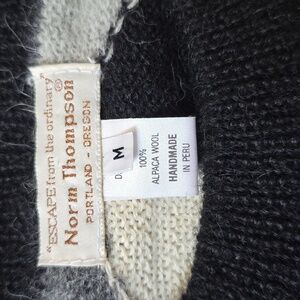 "ESCAPE from the ordinary"®
Norm Thompson
PORTLAND - OREGON
M
100%
ALPACA WOOL
HANDMADE
IN PERU